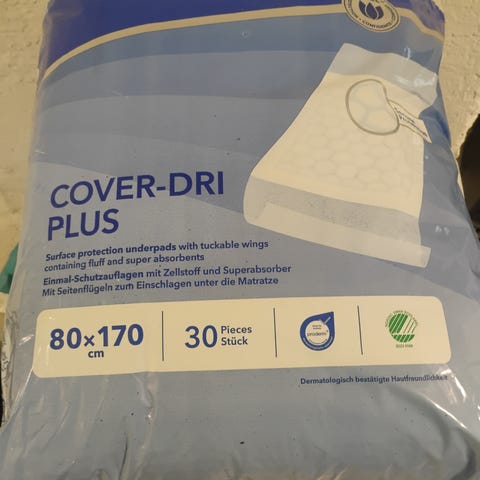 COVER-DRI
PLUS
Surface protection underpads with tuckable wings
containing fluff and super absorbents
Einmal-Schutzauflagen mit Zellstoff und Superabsorber
Mit Seitenflügeln zum Einschlagen unter die Matratze
80×170
cm
30 Pieces
Stück
proderm
Dermatologisch bestätigte Hautfreundlichkeit